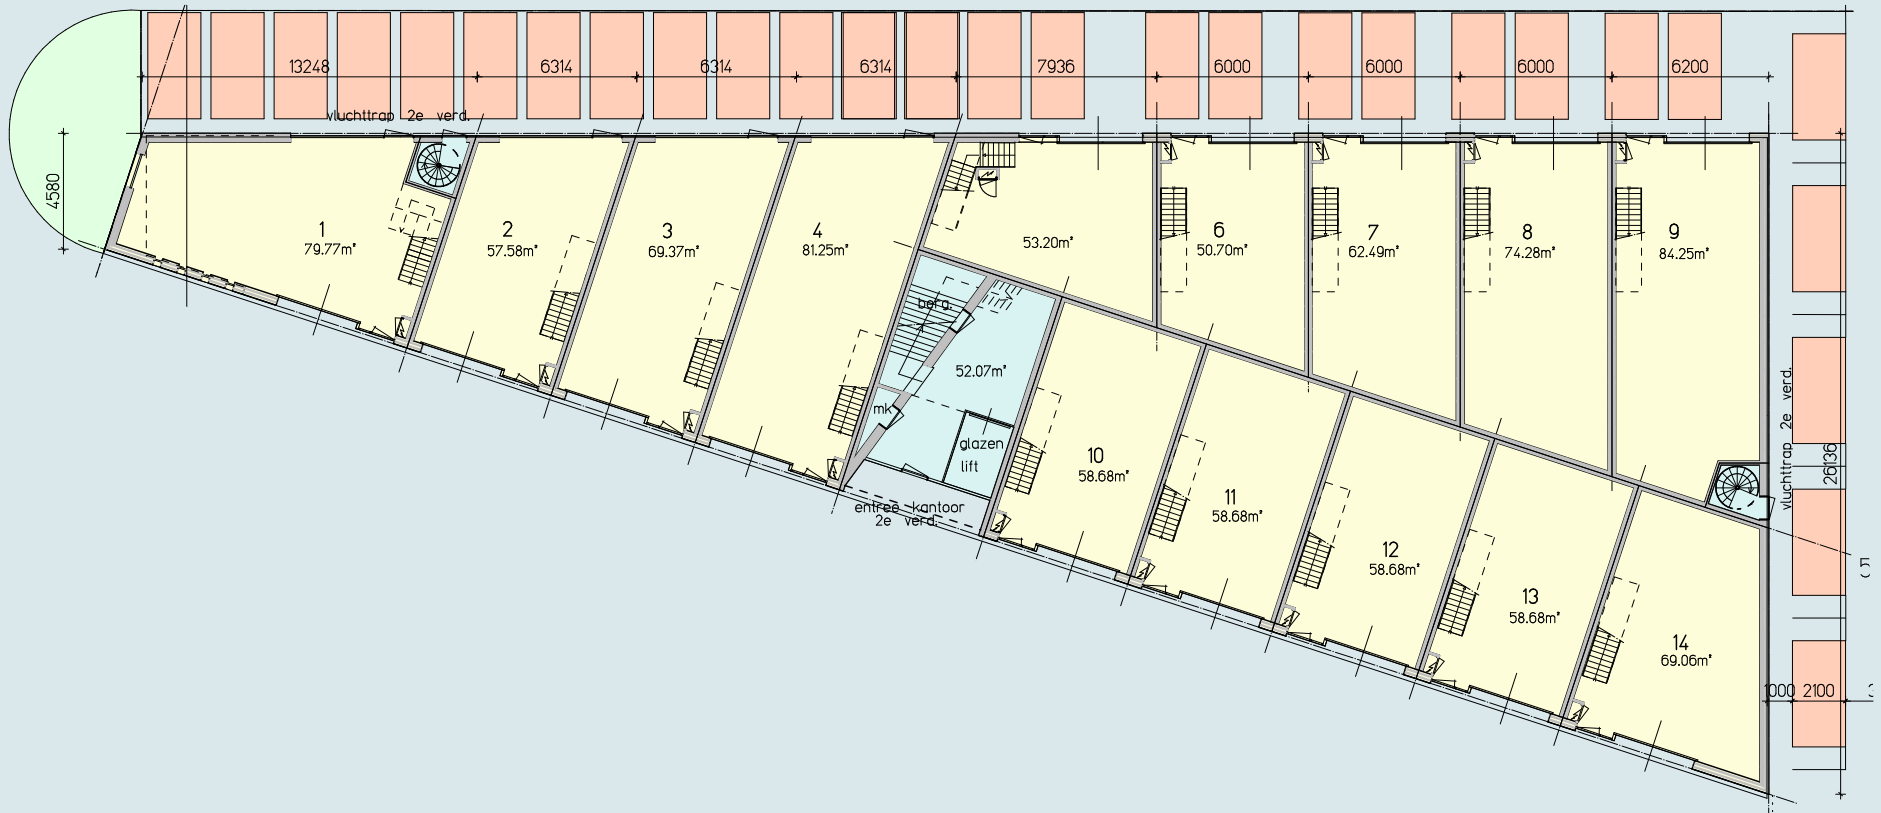 13248
6314
6314
6314
7936
6000
6000
6000
6200
vluchttrap 2e verd.
4580
1
79.77m²
2
57.58m²
3
69.37m²
4
81.25m²
53.20m²
6
50.70m²
7
62.49m²
8
74.28m²
9
84.25m²
berg.
52.07m²
mk
glazen
lift
entree kantoor
2e verd.
10
58.68m²
11
58.68m²
12
58.68m²
13
58.68m²
14
69.06m²
vluchttrap 2e verd.
26136
1000
2100
5